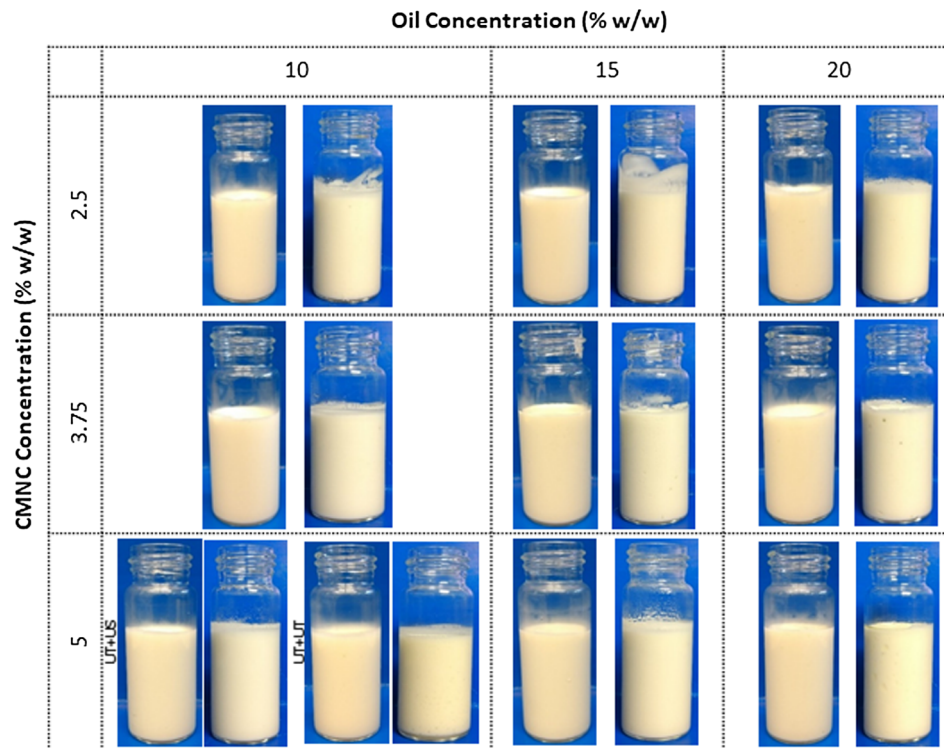 Oil Concentration (% w/w)
10 15 20
CMNC Concentration (% w/w)
2.5
3.75
5
UT+US
UT+UT